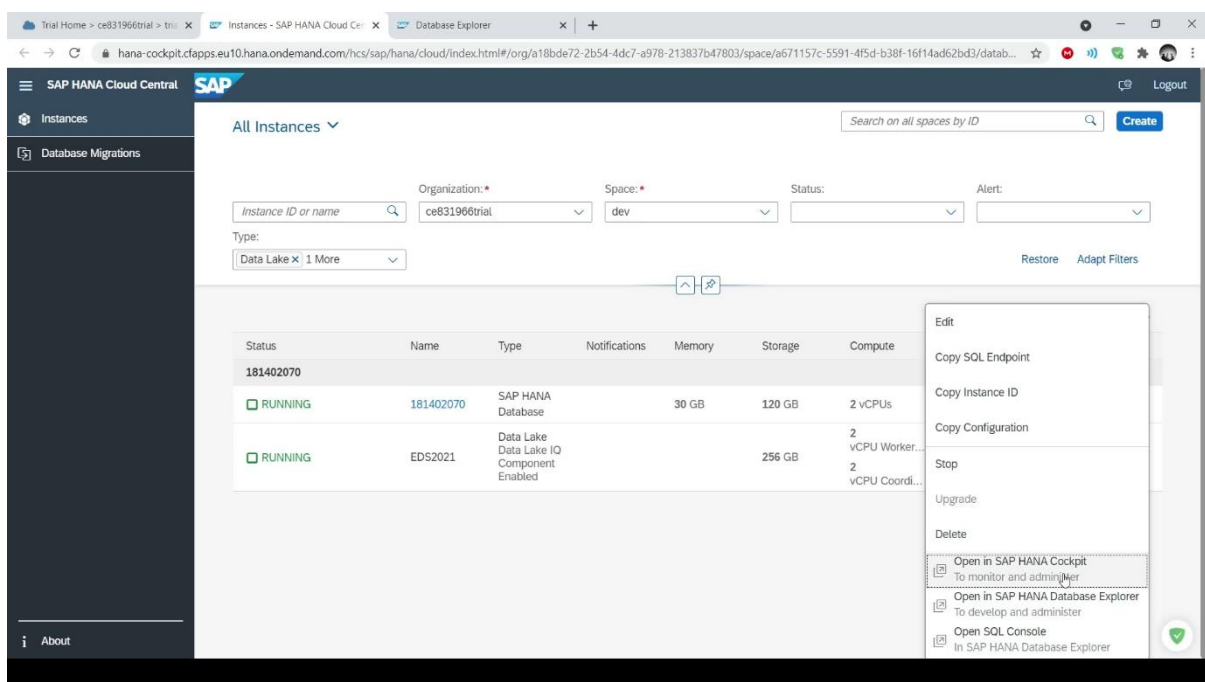 Trial Home > ce831966trial > tria
Instances - SAP HANA Cloud Cen
Database Explorer
hana-cockpit.cfapps.eu10.hana.ondemand.com/hcs/sap/hana/cloud/index.html#/org/a18bde72-2b54-4dc7-a978-213837b47803/space/a671157c-5591-4f5d-b38f-16f14ad62bd3/datab...
SAP HANA Cloud Central
SAP
Logout
Instances
Database Migrations
All Instances
Search on all spaces by ID
Create
Organization:*
Space:*
Status:
Alert:
Instance ID or name
ce831966trial
dev
Type:
Data Lake
1 More
Restore
Adapt Filters
Status Name Type Notifications Memory Storage Compute
181402070
RUNNING 181402070 SAP HANA Database 30 GB 120 GB 2 vCPUs
RUNNING EDS2021 Data Lake
Data Lake IQ
Component
Enabled
256 GB
2
vCPU Worker...
2
vCPU Coordi...
Edit
Copy SQL Endpoint
Copy Instance ID
Copy Configuration
Stop
Upgrade
Delete
Open in SAP HANA Cockpit
To monitor and administer
Open in SAP HANA Database Explorer
To develop and administer
Open SQL Console
In SAP HANA Database Explorer
i About